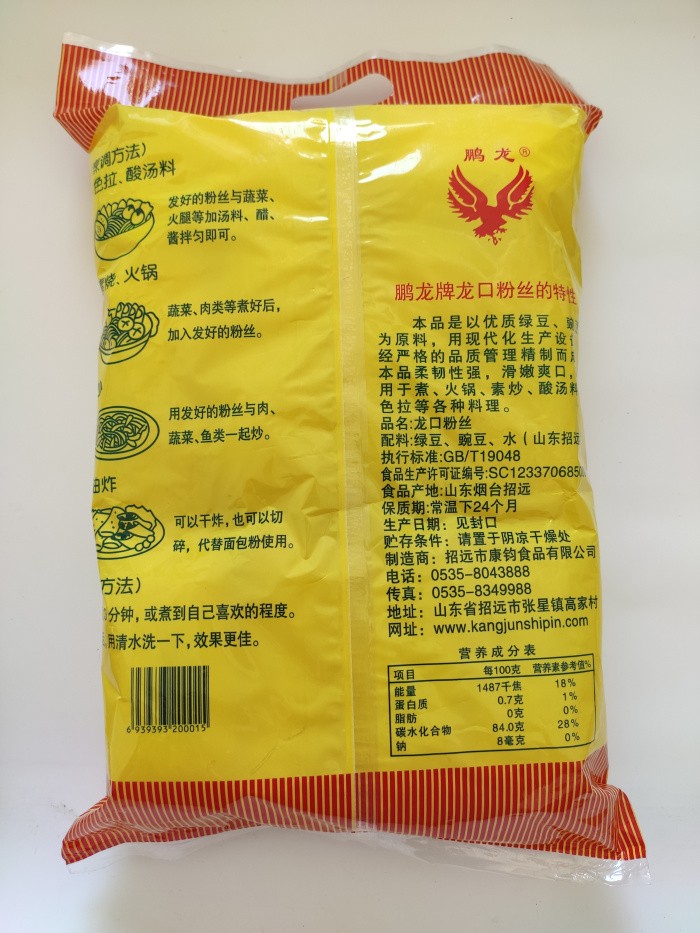 调方法）
色拉、酸汤料
发好的粉丝与蔬菜、
火腿等加汤料、醋、
酱拌匀即可。
烧、火锅
蔬菜、肉类等煮好后，
加入发好的粉丝。
用发好的粉丝与肉、
蔬菜、鱼类一起炒。
油炸
可以干炸，也可以切
碎，代替面包粉使用。
方法）
分钟，或煮到自己喜欢的程度。
用清水洗一下，效果更佳。
6 939393 200015
鹏龙®
鹏龙牌龙口粉丝的特性
本品是以优质绿豆、豌
为原料，用现代化生产设
经严格的品质管理精制而
本品柔韧性强，滑嫩爽口，
用于煮、火锅、素炒、酸汤料
色拉等各种料理。
品名:龙口粉丝
配料:绿豆、豌豆、水（山东招远
执行标准:GB/T19048
食品生产许可证编号:SC123370685
食品产地:山东烟台招远
保质期:常温下24个月
生产日期：见封口
贮存条件：请置于阴凉干燥处
制造商：招远市康钧食品有限公司
电话：0535-8043888
传真：0535-8349988
地址：山东省招远市张星镇高家村
网址：www.kangjunshipin.com
营养成分表
项目 每100克 营养素参考值%
能量 1487千焦 18%
蛋白质 0.7克 1%
脂肪 0克 0%
碳水化合物 84.0克 28%
钠 8毫克 0%